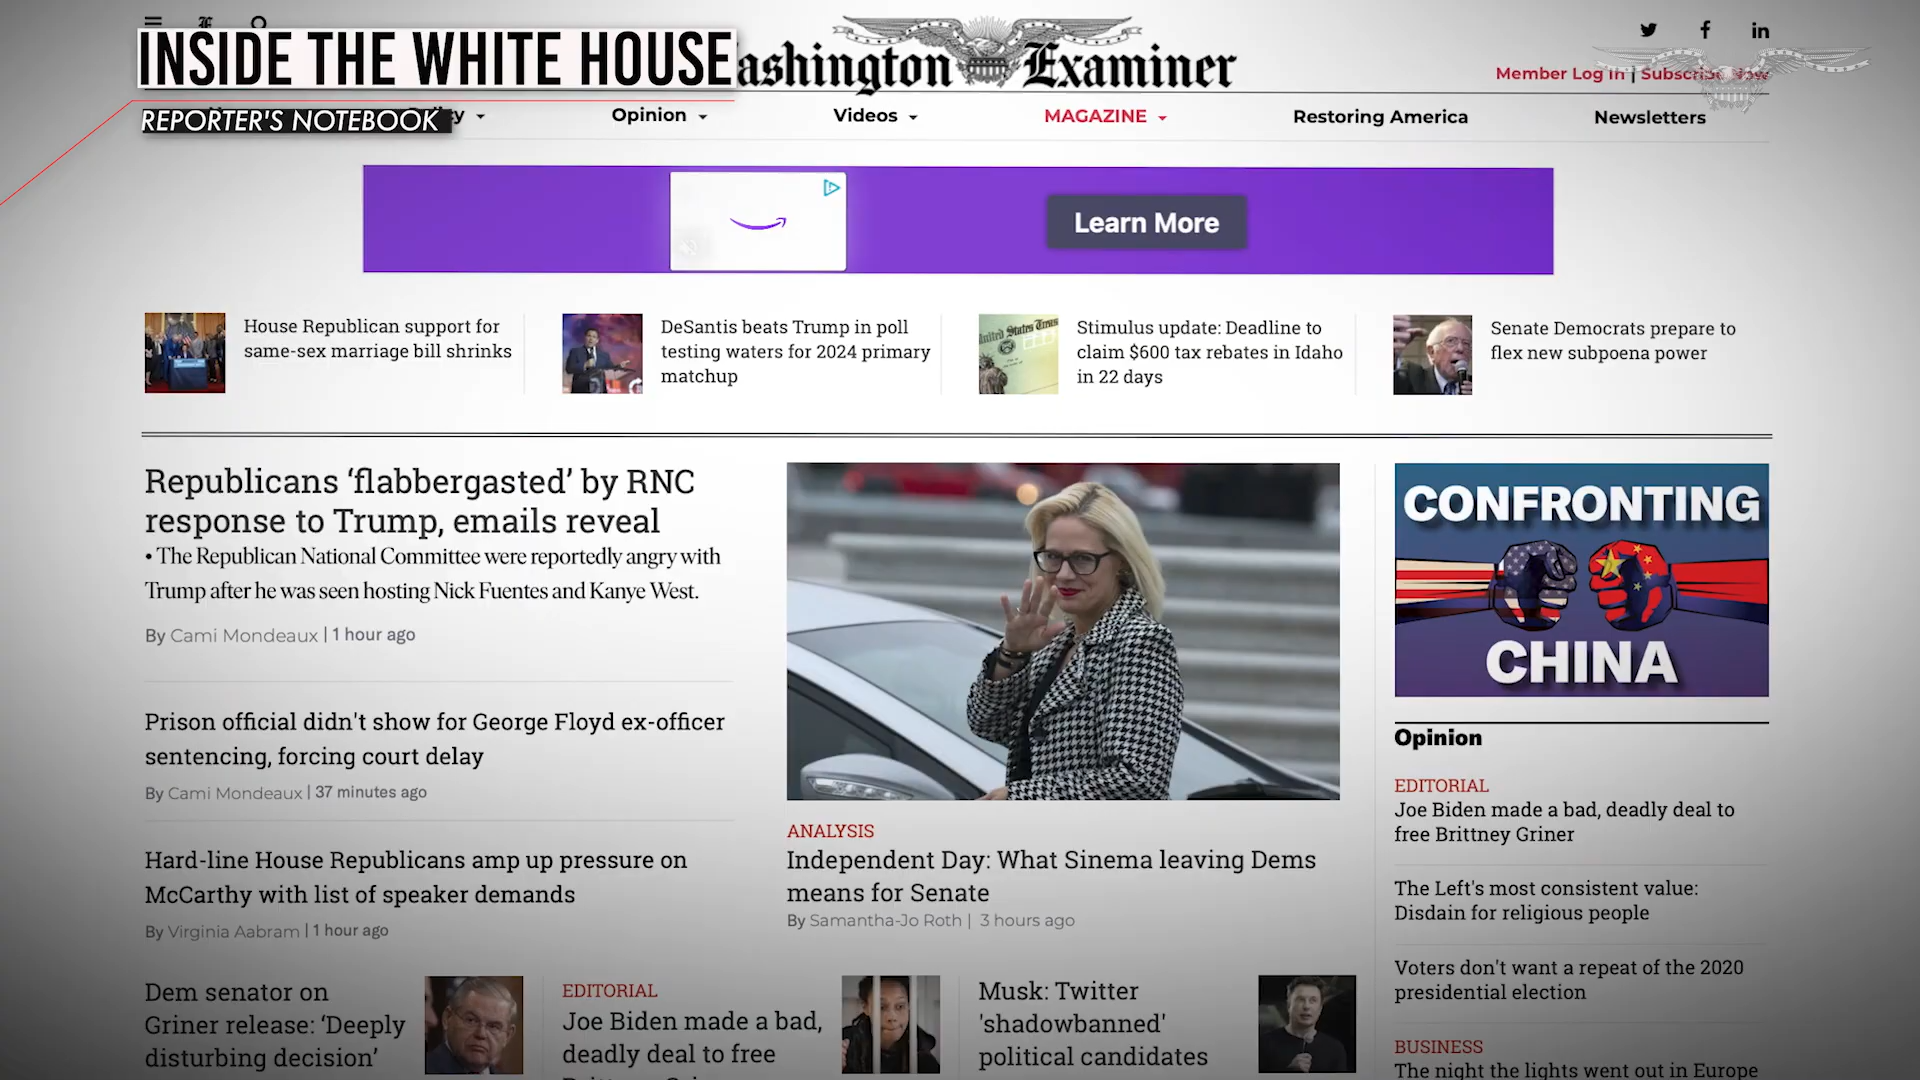 INSIDE THE WHITE HOUSE
REPORTER'S NOTEBOOK
ashington Examiner
Member Log In | Subscribe Now
Opinion
Videos
MAGAZINE
Restoring America
Newsletters
Learn More
House Republican support for
same-sex marriage bill shrinks
DeSantis beats Trump in poll
testing waters for 2024 primary
matchup
United States Treas
Stimulus update: Deadline to
claim $600 tax rebates in Idaho
in 22 days
Senate Democrats prepare to
flex new subpoena power
Republicans ‘flabbergasted’ by RNC
response to Trump, emails reveal
• The Republican National Committee were reportedly angry with
Trump after he was seen hosting Nick Fuentes and Kanye West.
By Cami Mondeaux | 1 hour ago
Prison official didn't show for George Floyd ex-officer
sentencing, forcing court delay
By Cami Mondeaux | 37 minutes ago
Hard-line House Republicans amp up pressure on
McCarthy with list of speaker demands
By Virginia Aabram | 1 hour ago
ANALYSIS
Independent Day: What Sinema leaving Dems
means for Senate
By Samantha-Jo Roth | 3 hours ago
CONFRONTING
CHINA
Opinion
EDITORIAL
Joe Biden made a bad, deadly deal to
free Brittney Griner
The Left's most consistent value:
Disdain for religious people
Voters don't want a repeat of the 2020
presidential election
BUSINESS
The night the lights went out in Europe
Dem senator on
Griner release: ‘Deeply
disturbing decision’
EDITORIAL
Joe Biden made a bad,
deadly deal to free
Musk: Twitter
'shadowbanned'
political candidates